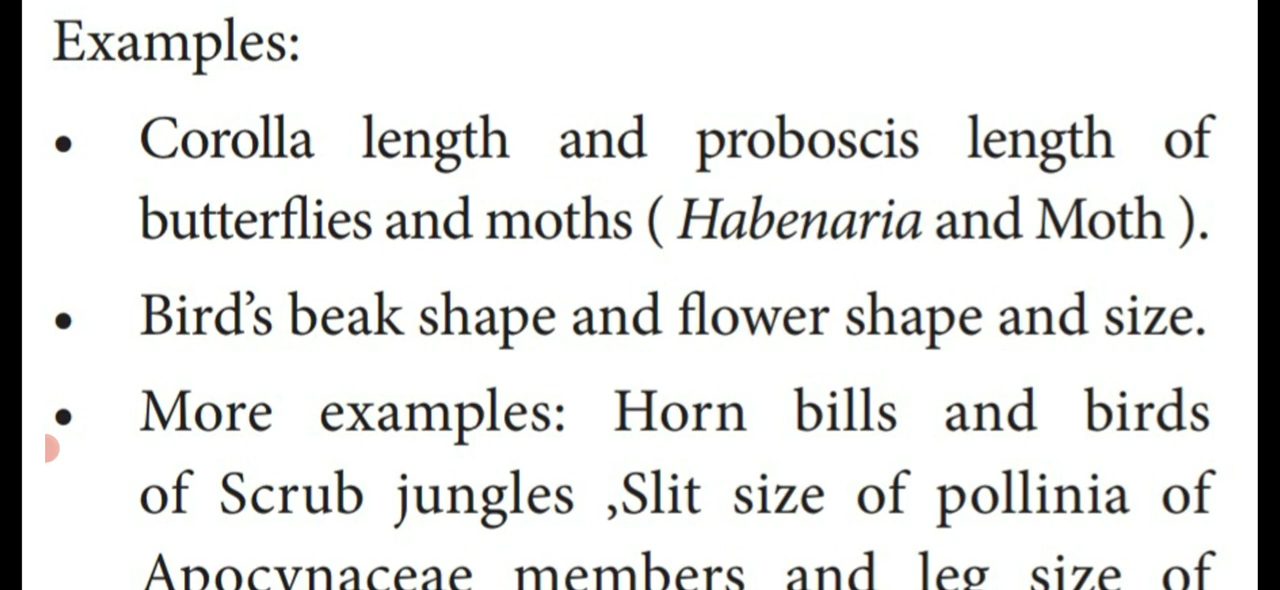 Examples:
• Corolla length and proboscis length of
butterflies and moths ( Habenaria and Moth ).
• Bird’s beak shape and flower shape and size.
• More examples: Horn bills and birds
of Scrub jungles ,Slit size of pollinia of
Apocynaceae members and leg size of